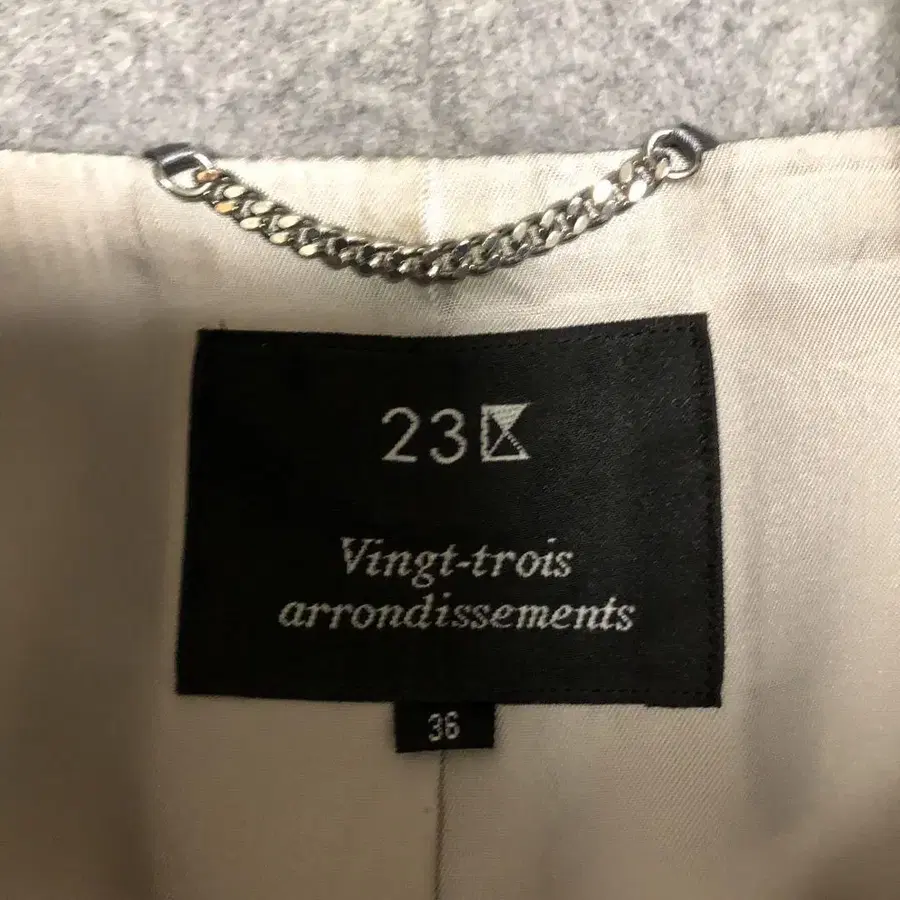 23区
Vingt-trois
arrondissements
36